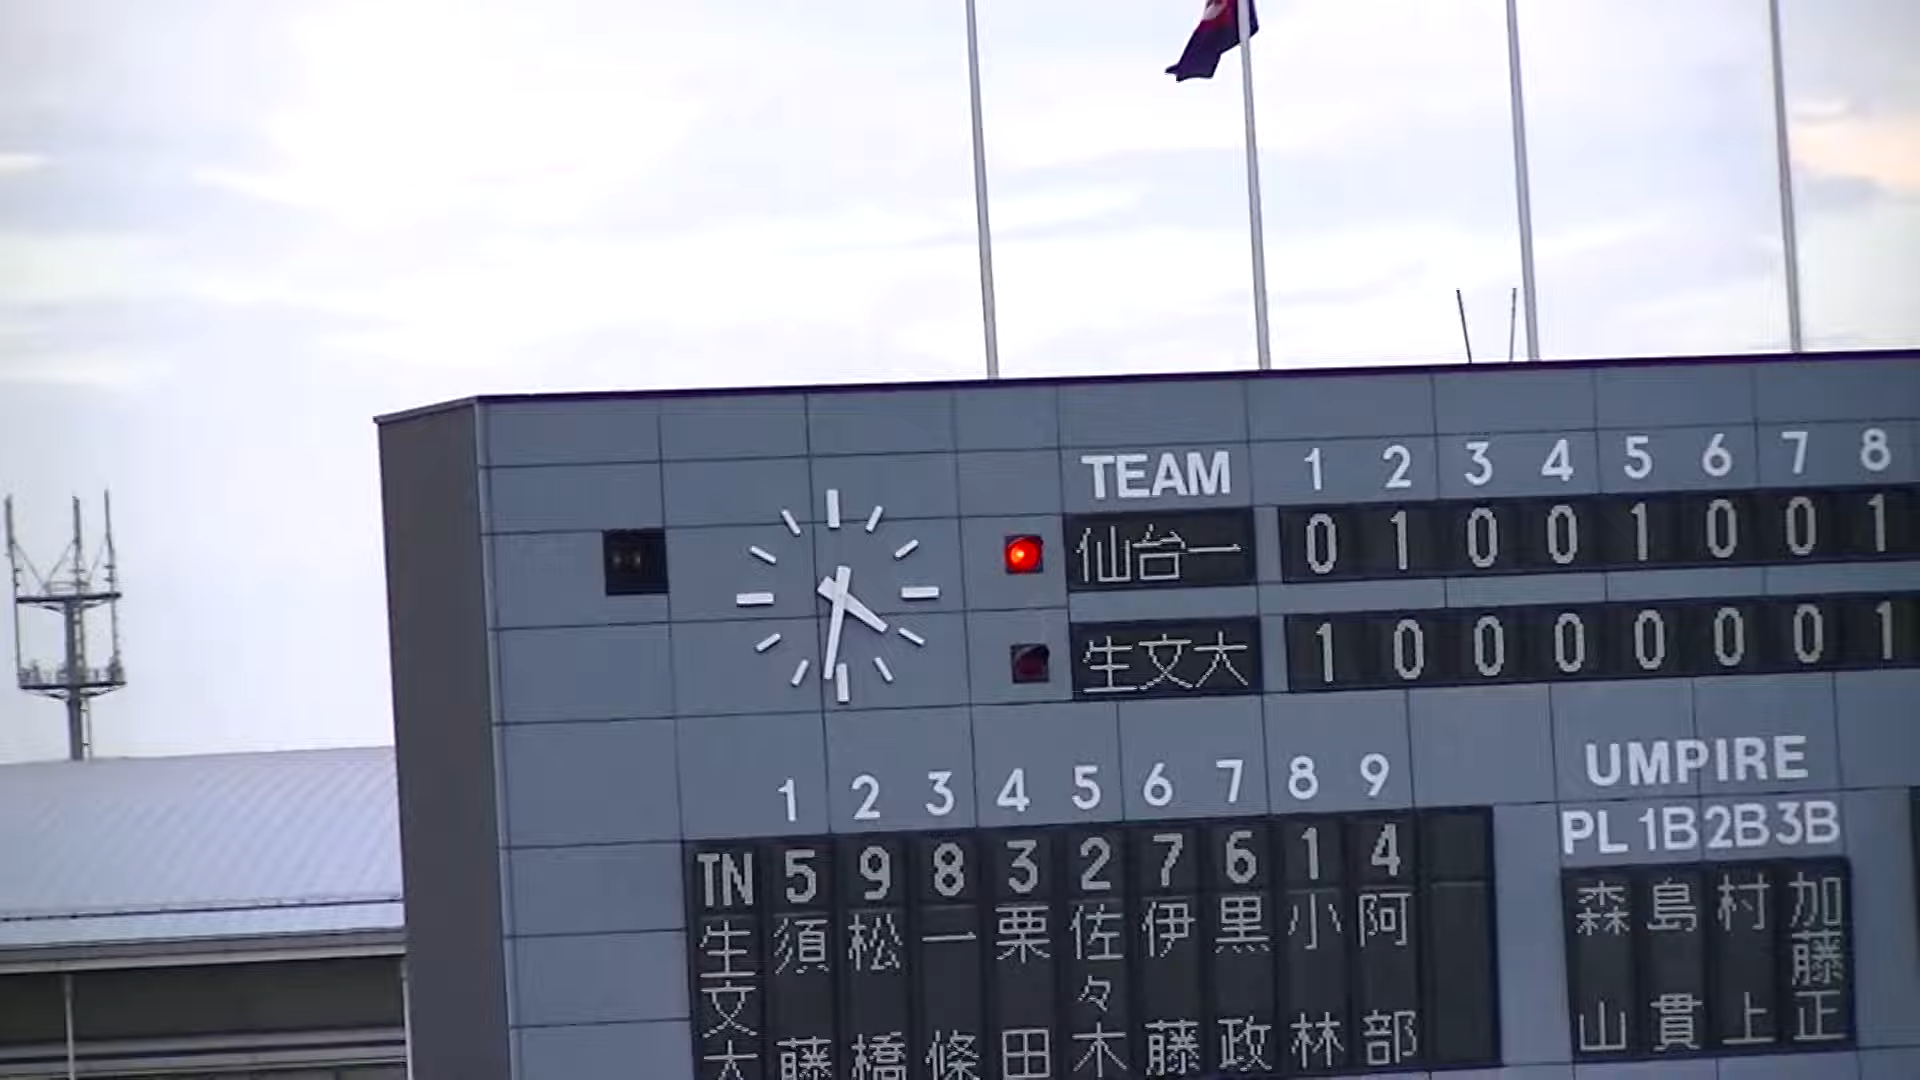 TEAM 1 2 3 4 5 6 7 8
仙台一 0 1 0 0 1 0 0 1
生文大 1 0 0 0 0 0 0 1
1 2 3 4 5 6 7 8 9
TN 5 9 8 3 2 7 6 1 4
生文大
須藤
松橋
一條
栗田
佐々木
伊藤
黒政
小林
阿部
UMPIRE
PL 1B 2B 3B
森山
島貫
村上
加藤正